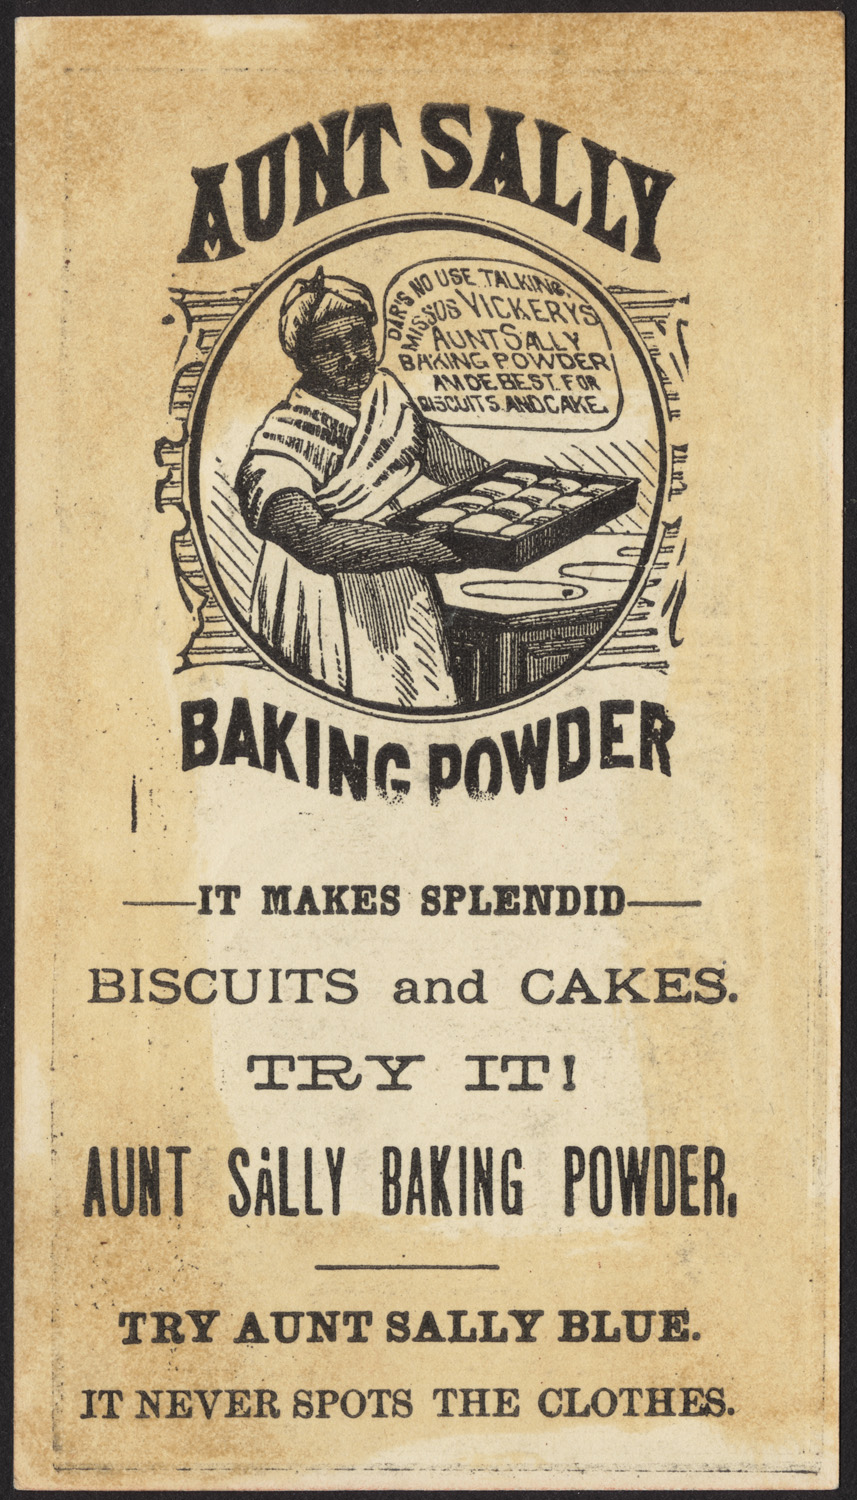 AUNT SALLY
DAR'S NO USE TALKING,
MISSUS VICKERYS
AUNT SALLY
BAKING POWDER
AM DE BEST FOR
BISCUITS AND CAKE.
BAKING POWDER
IT MAKES SPLENDID
BISCUITS and CAKES.
TRY IT!
AUNT SALLY BAKING POWDER.
TRY AUNT SALLY BLUE.
IT NEVER SPOTS THE CLOTHES.